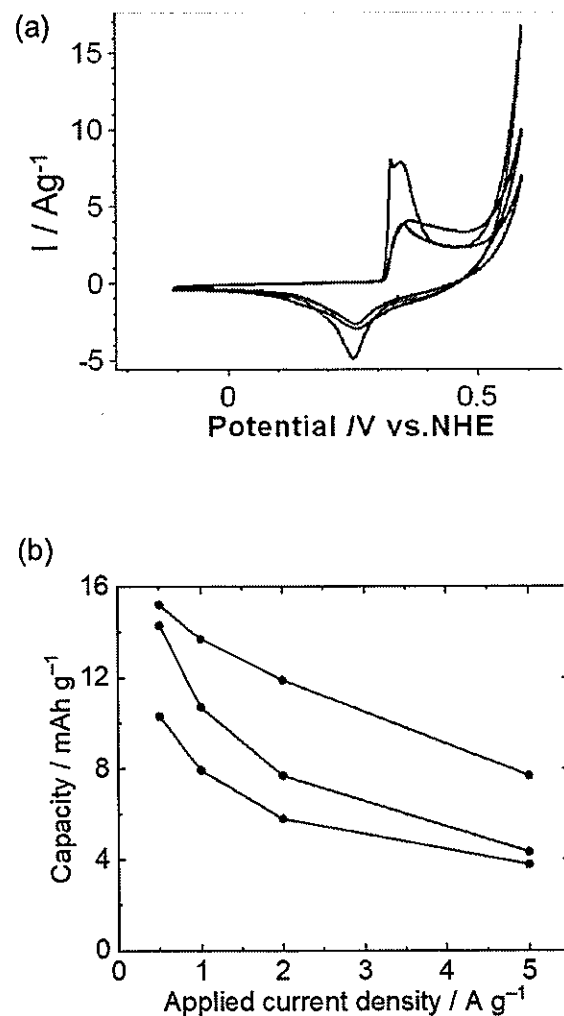 (a)
15
10
5
0
-5
I / Ag⁻¹
0 0.5
Potential /V vs.NHE
(b)
16
12
8
4
0
Capacity / mAh g⁻¹
0 1 2 3 4 5
Applied current density / A g⁻¹